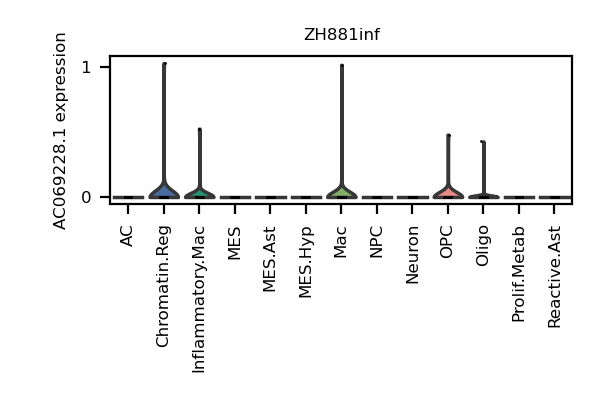 ZH881inf
AC069228.1 expression
1
0
AC
Chromatin.Reg
Inflammatory.Mac
MES
MES.Ast
MES.Hyp
Mac
NPC
Neuron
OPC
Oligo
Prolif.Metab
Reactive.Ast